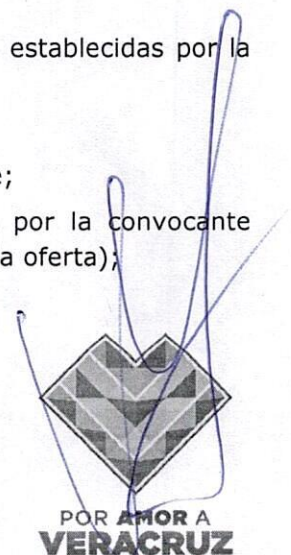 establecidas por la
e;
por la convocante
a oferta);
POR AMOR A
VERACRUZ